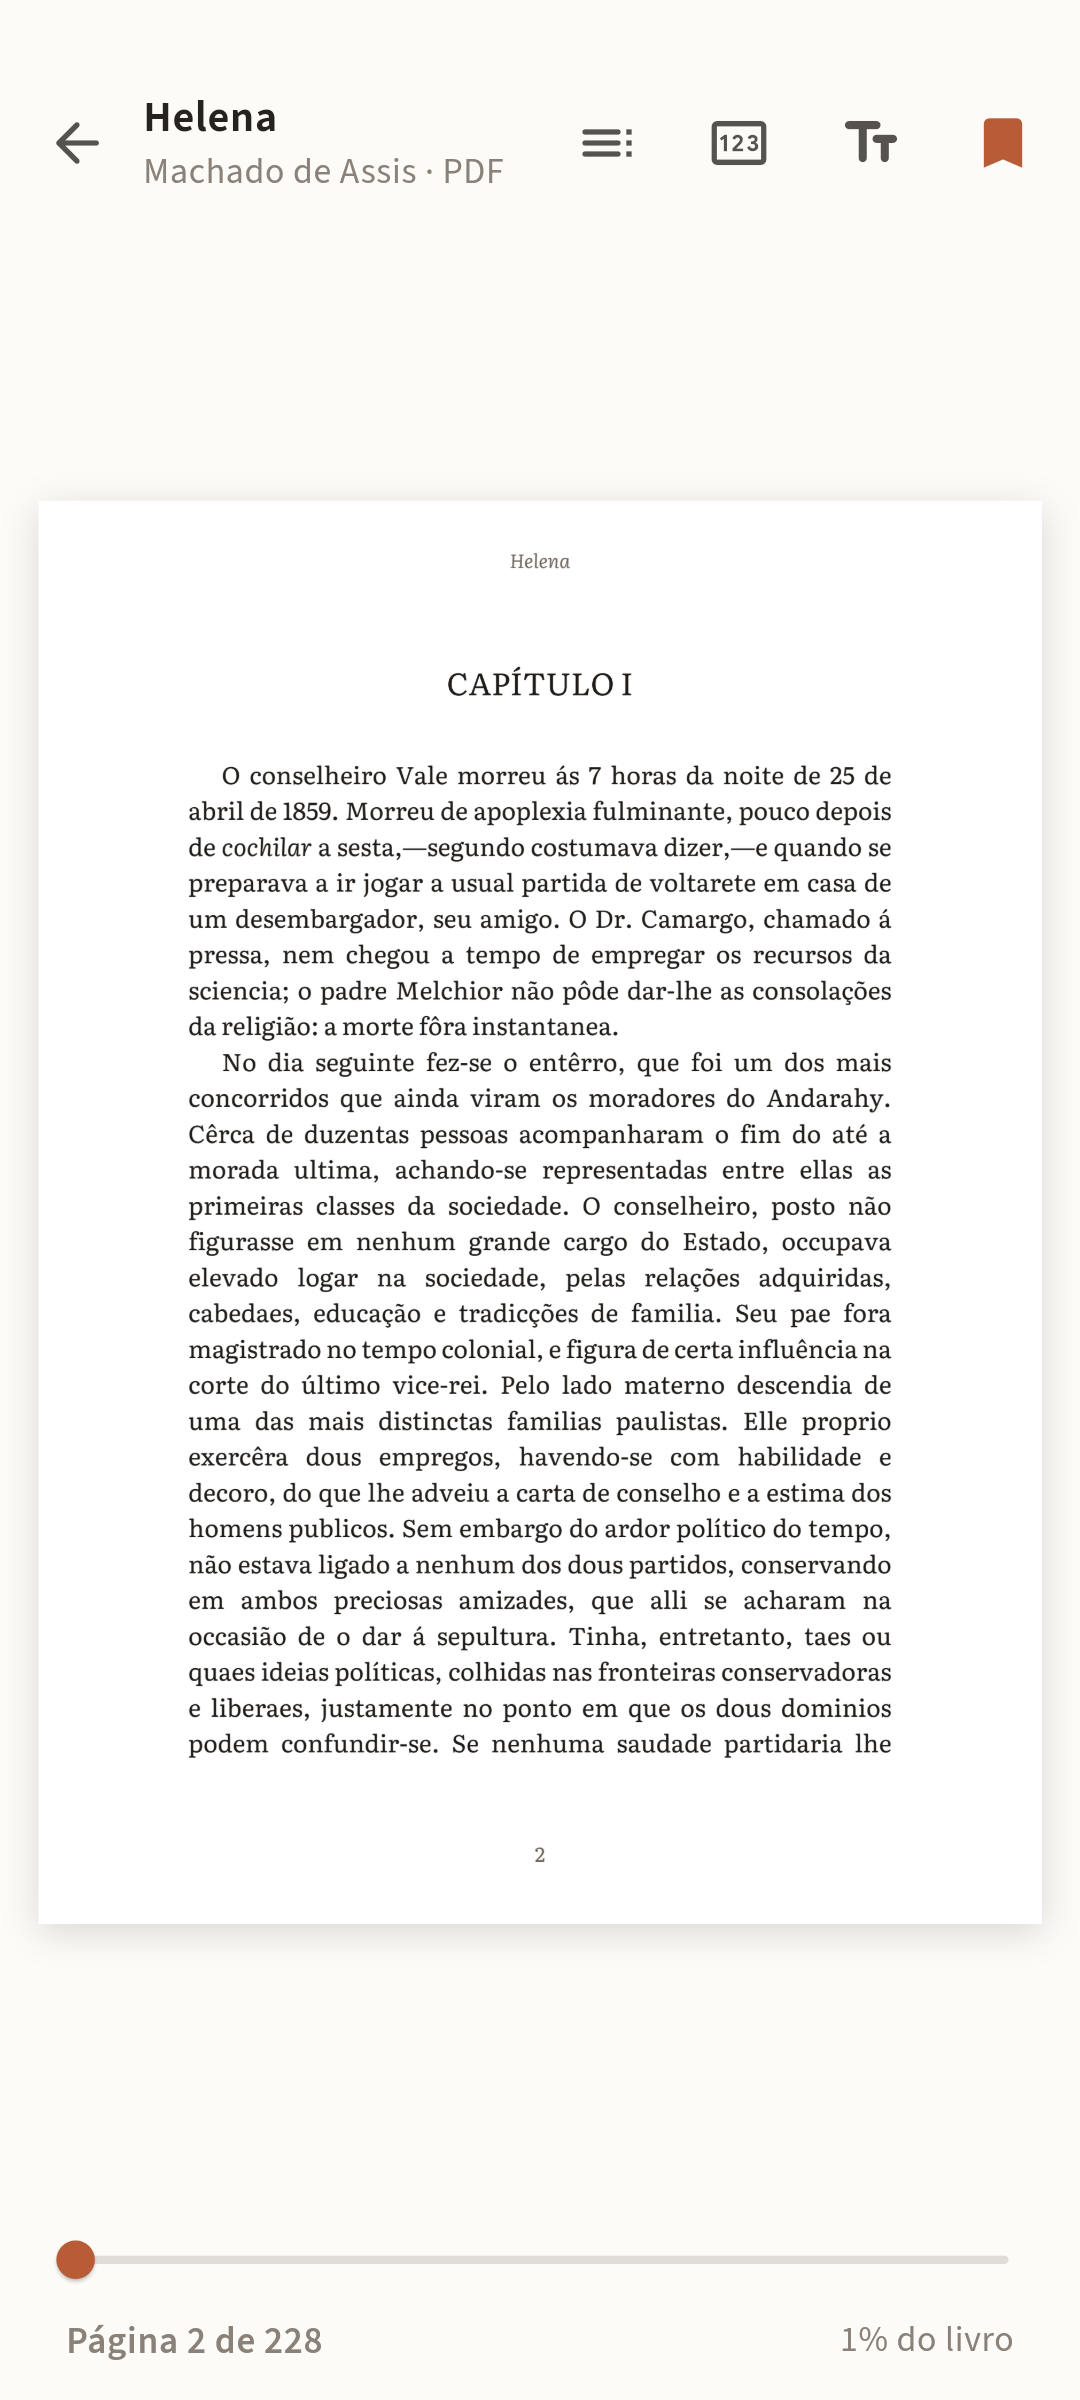 Helena
Machado de Assis · PDF
123
Tт
Helena
CAPÍTULO I
O conselheiro Vale morreu ás 7 horas da noite de 25 de
abril de 1859. Morreu de apoplexia fulminante, pouco depois
de cochilar a sesta,—segundo costumava dizer,—e quando se
preparava a ir jogar a usual partida de voltarete em casa de
um desembargador, seu amigo. O Dr. Camargo, chamado á
pressa, nem chegou a tempo de empregar os recursos da
sciencia; o padre Melchior não pôde dar-lhe as consolações
da religião: a morte fôra instantanea.
No dia seguinte fez-se o entêrro, que foi um dos mais
concorridos que ainda viram os moradores do Andarahy.
Cêrca de duzentas pessoas acompanharam o fim do até a
morada ultima, achando-se representadas entre ellas as
primeiras classes da sociedade. O conselheiro, posto não
figurasse em nenhum grande cargo do Estado, occupava
elevado logar na sociedade, pelas relações adquiridas,
cabedaes, educação e tradicções de familia. Seu pae fora
magistrado no tempo colonial, e figura de certa influência na
corte do último vice-rei. Pelo lado materno descendia de
uma das mais distinctas familias paulistas. Elle proprio
exercêra dous empregos, havendo-se com habilidade e
decoro, do que lhe adveiu a carta de conselho e a estima dos
homens publicos. Sem embargo do ardor político do tempo,
não estava ligado a nenhum dos dous partidos, conservando
em ambos preciosas amizades, que alli se acharam na
occasião de o dar á sepultura. Tinha, entretanto, taes ou
quaes ideias políticas, colhidas nas fronteiras conservadoras
e liberaes, justamente no ponto em que os dous dominios
podem confundir-se. Se nenhuma saudade partidaria lhe
2
Página 2 de 228
1% do livro